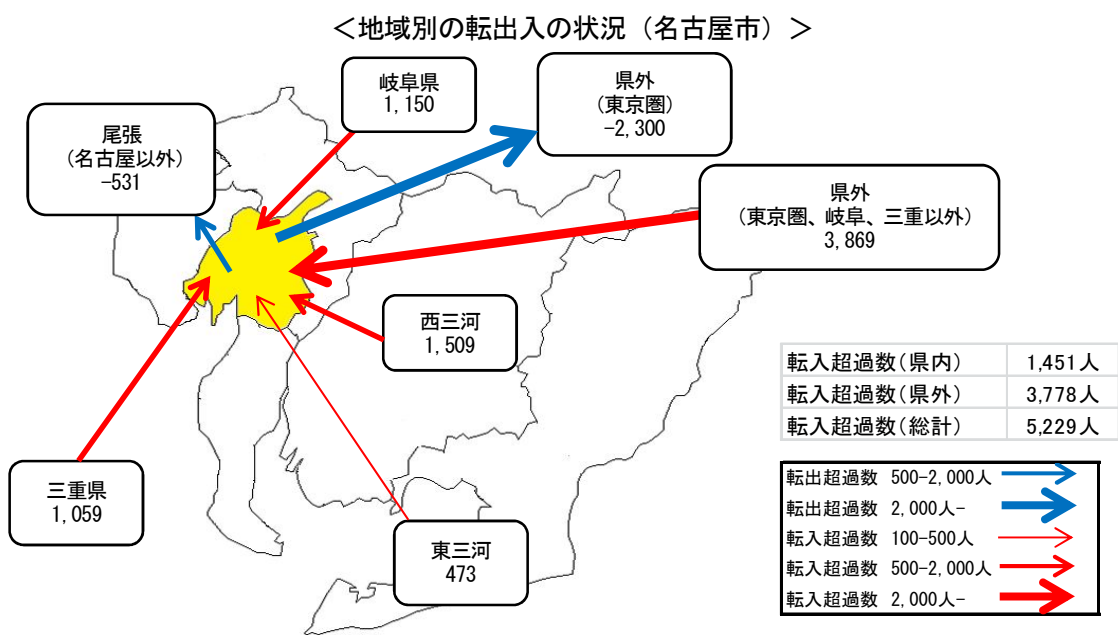 ＜地域別の転出入の状況（名古屋市）＞
岐阜県
1,150
県外
(東京圏)
-2,300
尾張
(名古屋以外)
-531
県外
(東京圏、岐阜、三重以外)
3,869
西三河
1,509
三重県
1,059
東三河
473
転入超過数(県内) 1,451人
転入超過数(県外) 3,778人
転入超過数(総計) 5,229人
転出超過数 500-2,000人
転出超過数 2,000人-
転入超過数 100-500人
転入超過数 500-2,000人
転入超過数 2,000人-